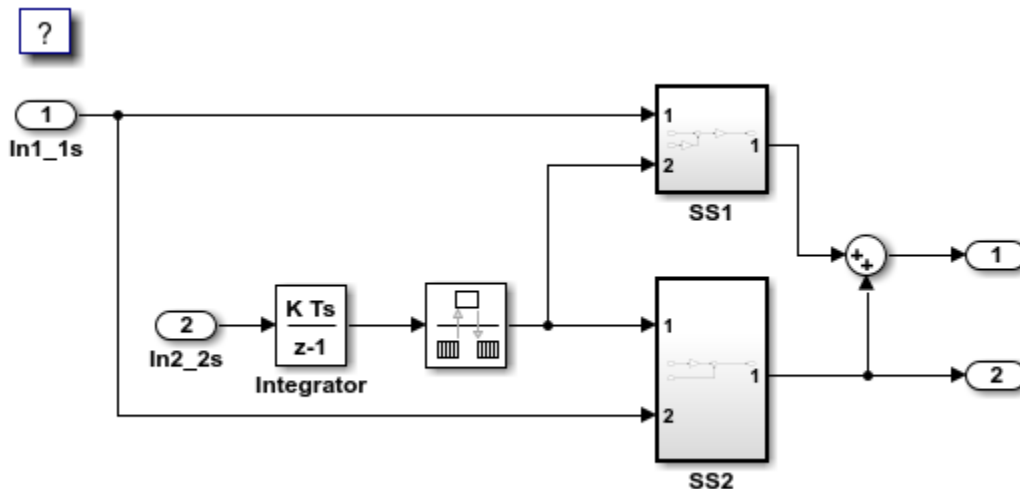 ?
1
In1_1s
1
2
1
SS1
1
2
In2_2s
K Ts
z-1
Integrator
1
2
1
SS2
+
+
2